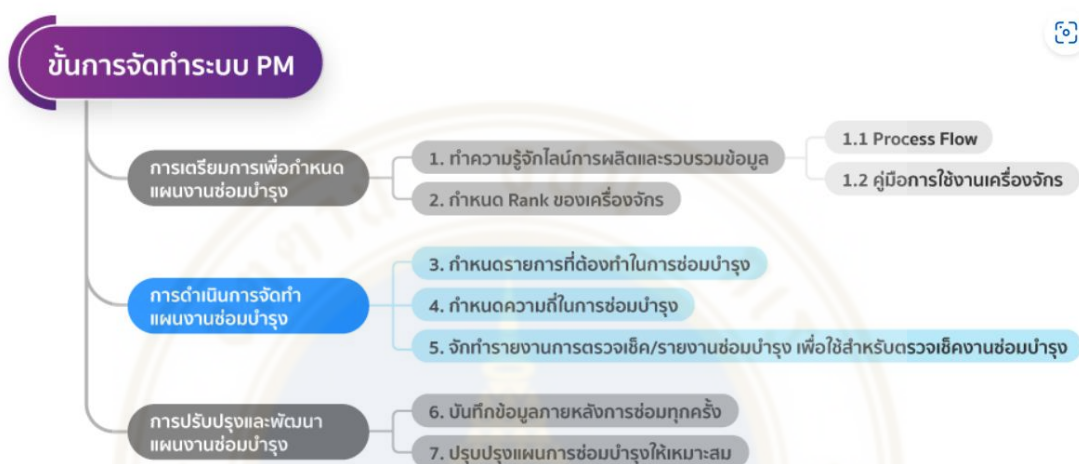 ขั้นการจัดทำระบบ PM
การเตรียมการเพื่อกำหนด
แผนงานซ่อมบำรุง
1. ทำความรู้จักไลน์การผลิตและรวบรวมข้อมูล
1.1 Process Flow
1.2 คู่มือการใช้งานเครื่องจักร
2. กำหนด Rank ของเครื่องจักร
การดำเนินการจัดทำ
แผนงานซ่อมบำรุง
3. กำหนดรายการที่ต้องทำในการซ่อมบำรุง
4. กำหนดความถี่ในการซ่อมบำรุง
5. จักทำรายงานการตรวจเช็ค/รายงานซ่อมบำรุง เพื่อใช้สำหรับตรวจเช็คงานซ่อมบำรุง
การปรับปรุงและพัฒนา
แผนงานซ่อมบำรุง
6. บันทึกข้อมูลภายหลังการซ่อมทุกครั้ง
7. ปรุบปรุงแผนการซ่อมบำรุงให้เหมาะสม